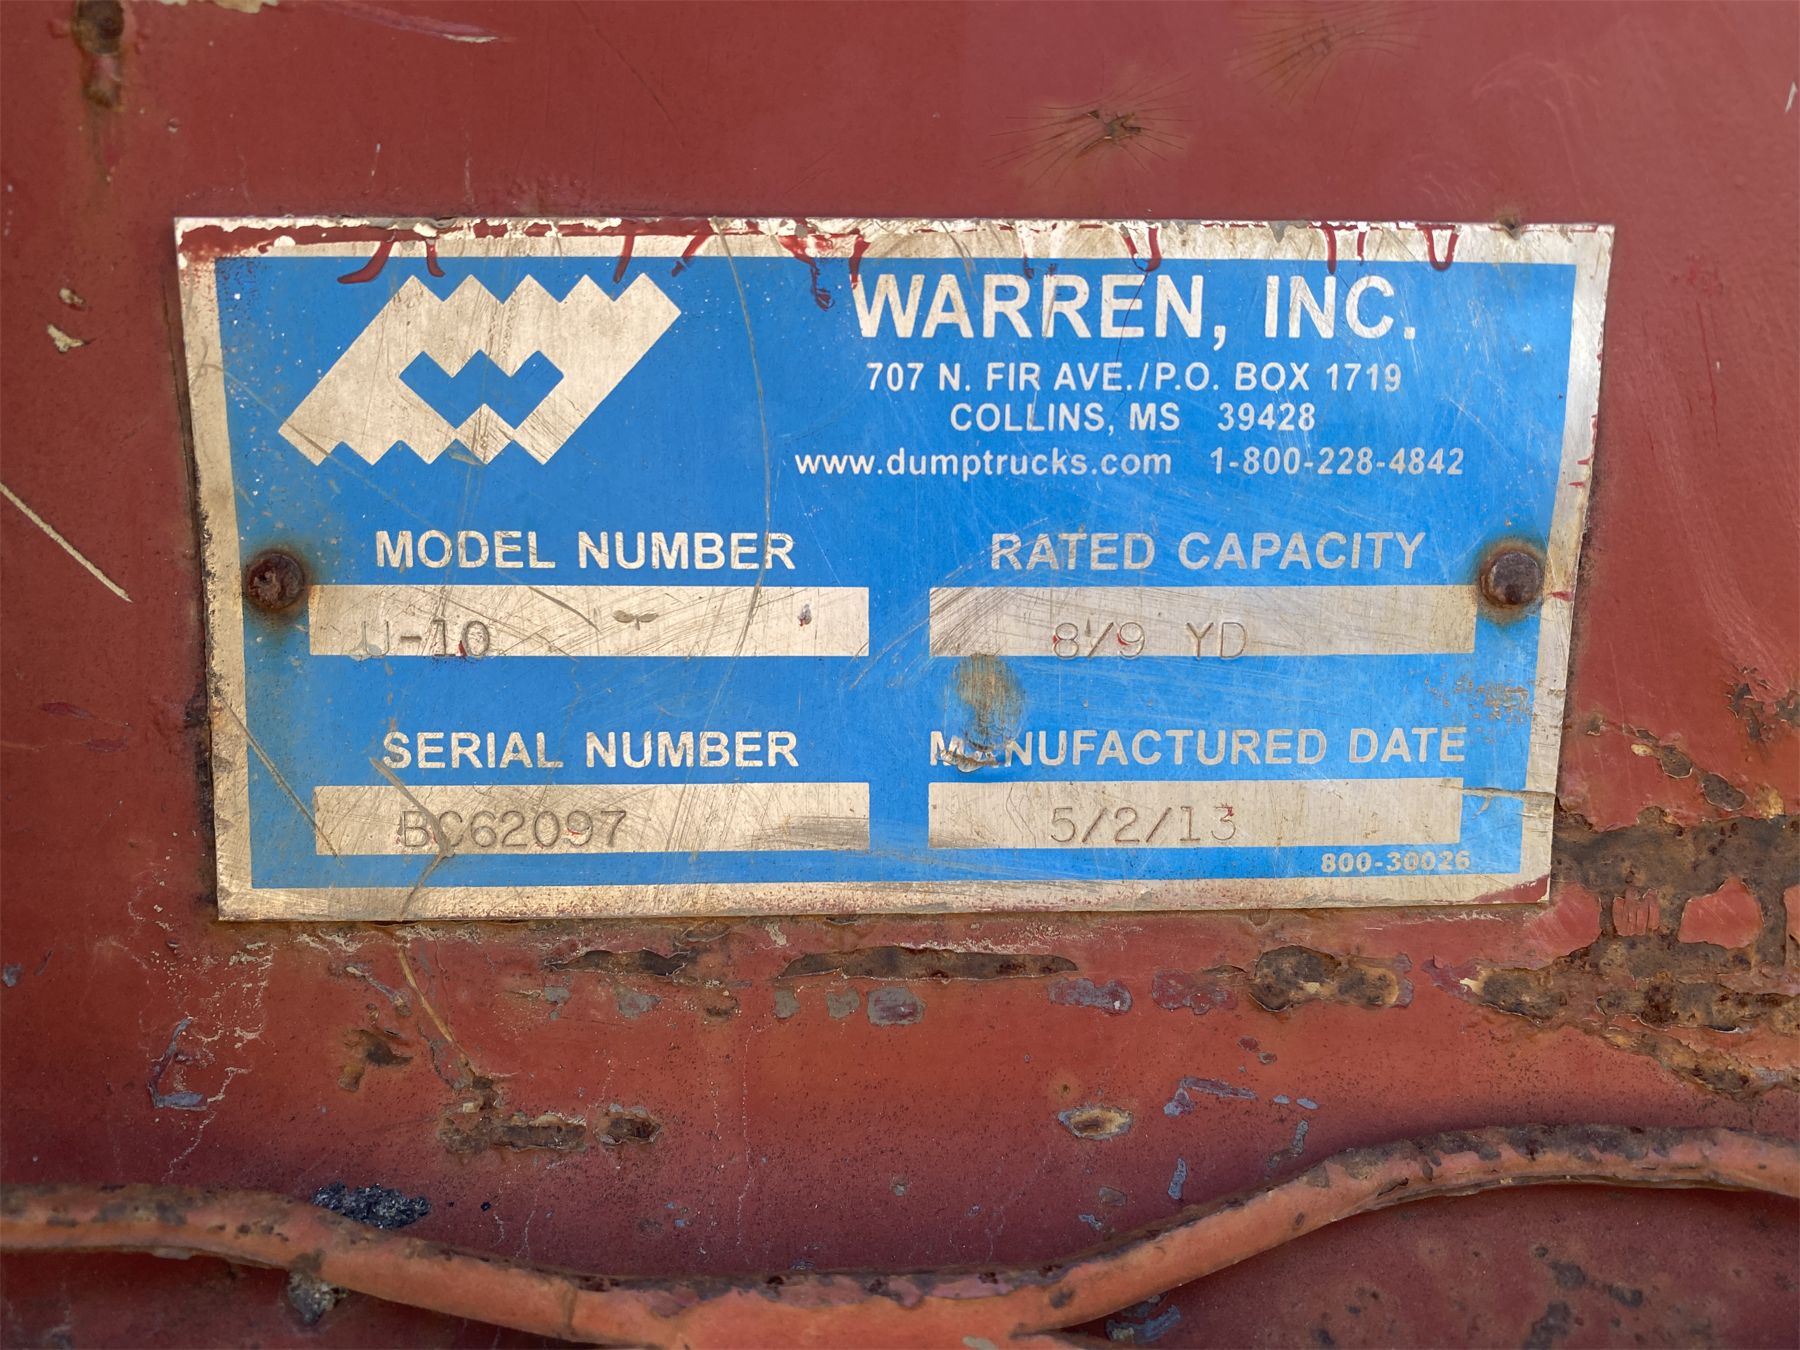 WARREN, INC.
707 N. FIR AVE./P.O. BOX 1719
COLLINS, MS 39428
www.dumptrucks.com 1-800-228-4842
MODEL NUMBER RATED CAPACITY
8/9 YD
SERIAL NUMBER MANUFACTURED DATE
BC62097 5/2/13
800-30026